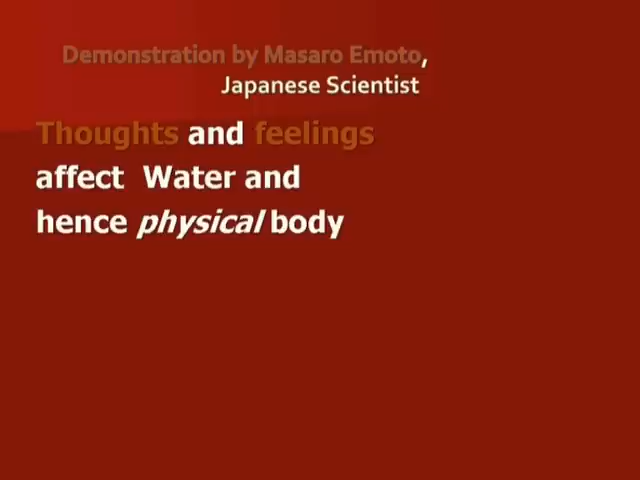 Demonstration by Masaro Emoto,
Japanese Scientist
Thoughts and feelings
affect Water and
hence physical body